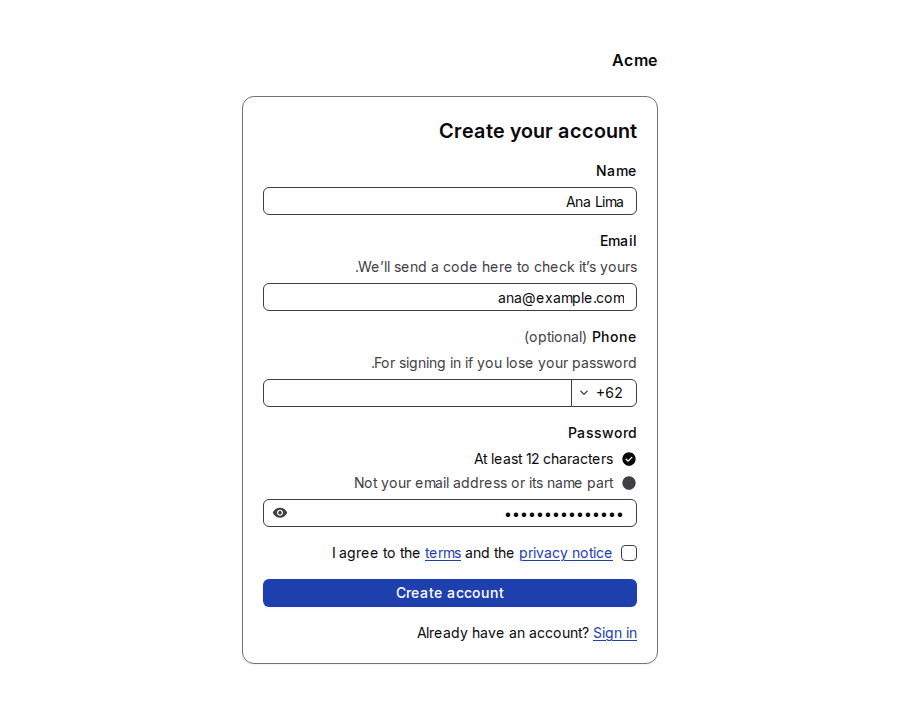 Acme
Create your account
Name
Ana Lima
Email
We’ll send a code here to check it’s yours.
ana@example.com
Phone (optional)
For signing in if you lose your password.
+62
Password
At least 12 characters
Not your email address or its name part
•••••••••••••••
I agree to the terms and the privacy notice
Create account
Already have an account? Sign in